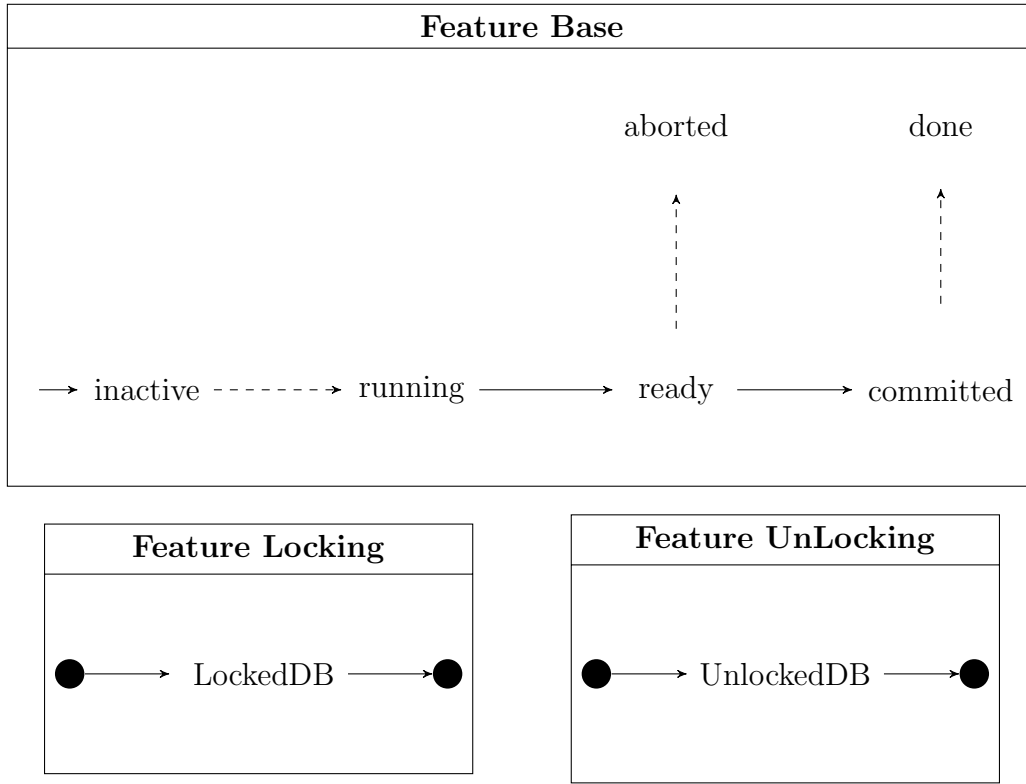 Feature Base
aborted
done
inactive
running
ready
committed
Feature Locking
LockedDB
Feature UnLocking
UnlockedDB